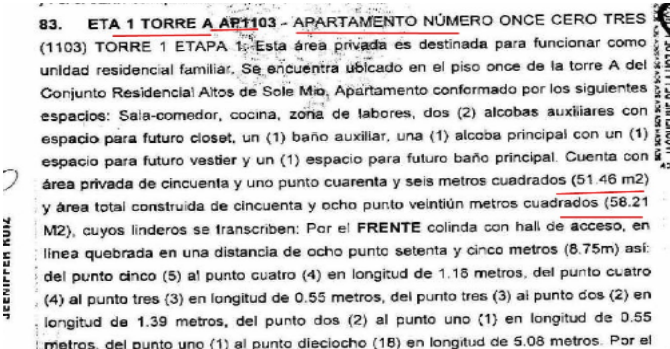 83. ETA 1 TORRE A AP1103 - APARTAMENTO NÚMERO ONCE CERO TRES
(1103) TORRE 1 ETAPA 1. Esta área privada es destinada para funcionar como
unidad residencial familiar. Se encuentra ubicado en el piso once de la torre A del
Conjunto Residencial Altos de Sole Mio. Apartamento conformado por los siguientes
espacios: Sala-comedor, cocina, zona de labores, dos (2) alcobas auxiliares con
espacio para futuro closet, un (1) baño auxiliar, una (1) alcoba principal con un (1)
espacio para futuro vestier y un (1) espacio para futuro baño principal. Cuenta con
área privada de cincuenta y uno punto cuarenta y seis metros cuadrados (51.46 m2)
y área total construida de cincuenta y ocho punto veintiún metros cuadrados (58.21
M2), cuyos linderos se transcriben: Por el FRENTE colinda con hall de acceso, en
línea quebrada en una distancia de ocho punto setenta y cinco metros (8.75m) así:
del punto cinco (5) al punto cuatro (4) en longitud de 1.18 metros, del punto cuatro
(4) al punto tres (3) en longitud de 0.55 metros, del punto tres (3) al punto dos (2) en
longitud de 1.39 metros, del punto dos (2) al punto uno (1) en longitud de 0.55
metros, del punto uno (1) al punto dieciocho (18) en longitud de 5.08 metros. Por el
JEENIFFER RUIZ